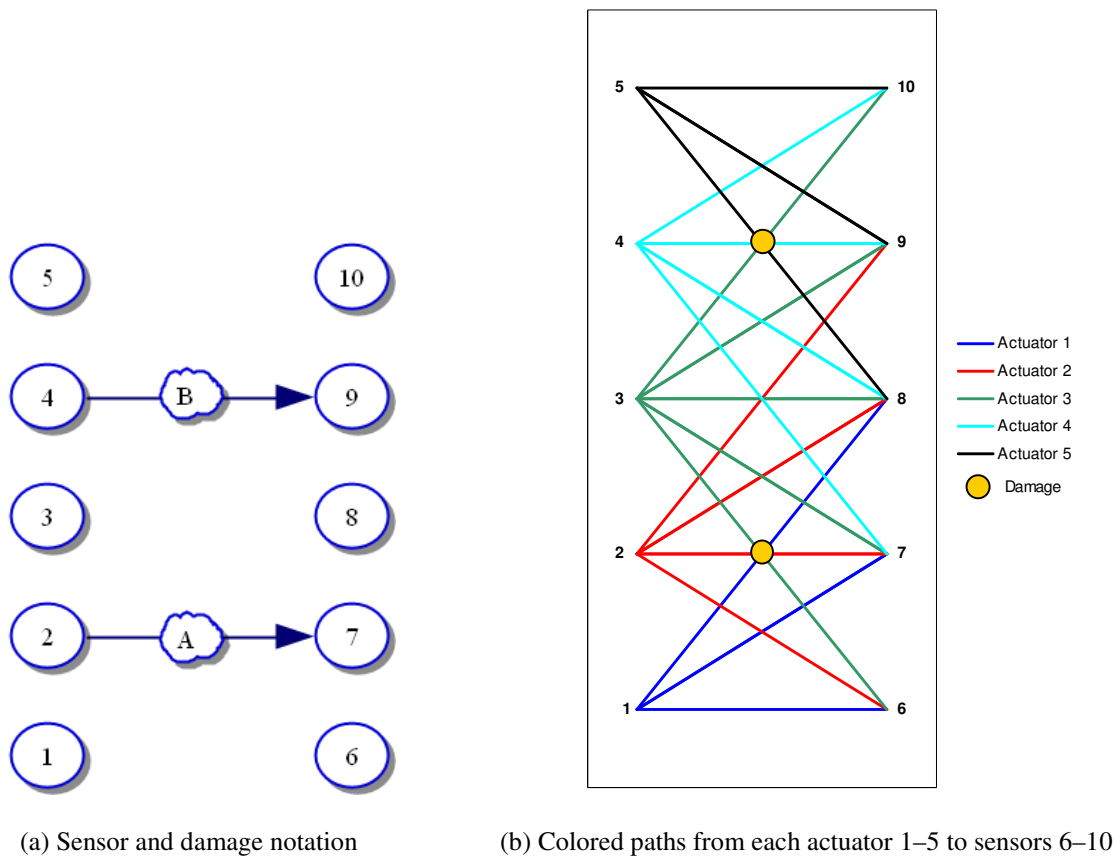 5 10
4 B 9
3 8
2 A 7
1 6
(a) Sensor and damage notation
5 10
4 9
3 8
2 7
1 6
Actuator 1
Actuator 2
Actuator 3
Actuator 4
Actuator 5
Damage
(b) Colored paths from each actuator 1–5 to sensors 6–10